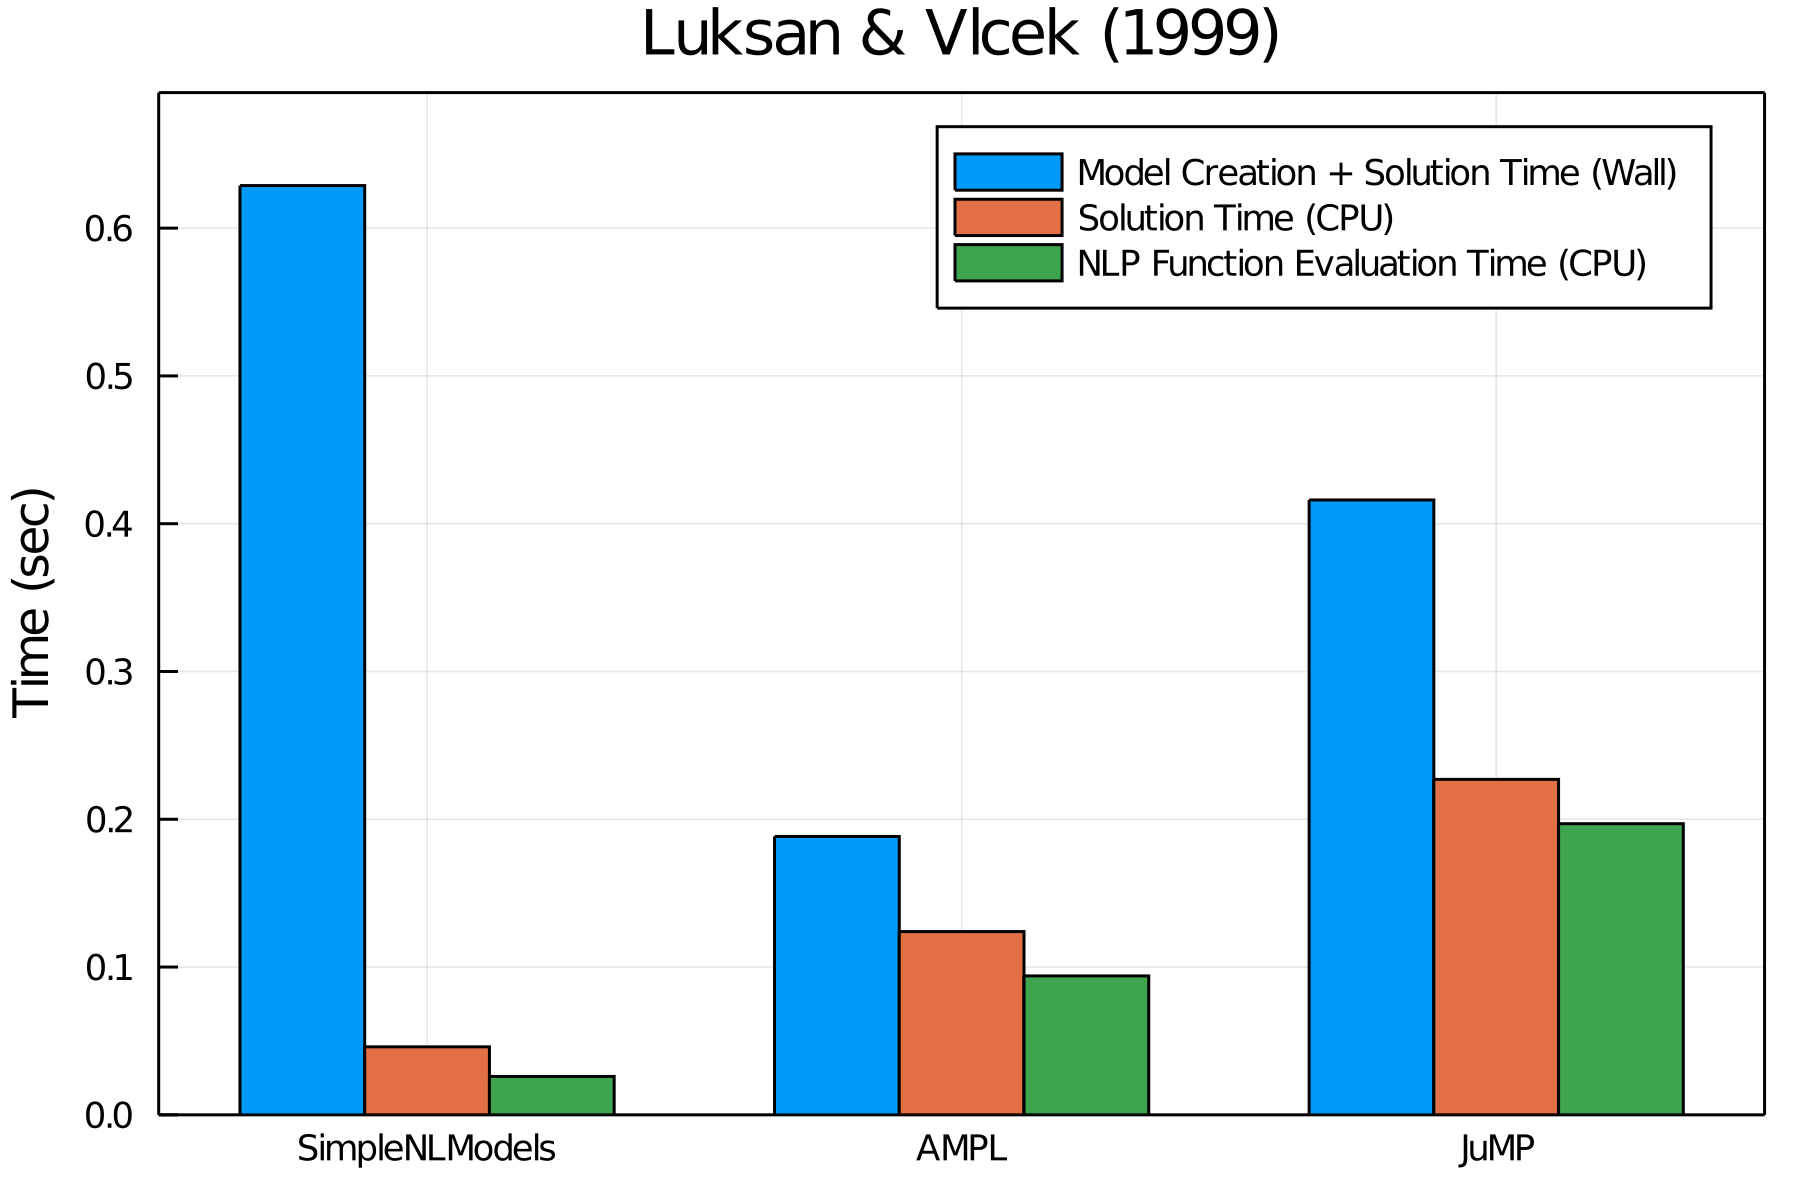 Luksan & Vlcek (1999)
Model Creation + Solution Time (Wall)
Solution Time (CPU)
NLP Function Evaluation Time (CPU)
Time (sec)
0.6
0.5
0.4
0.3
0.2
0.1
0.0
SimpleNLModels
AMPL
JuMP